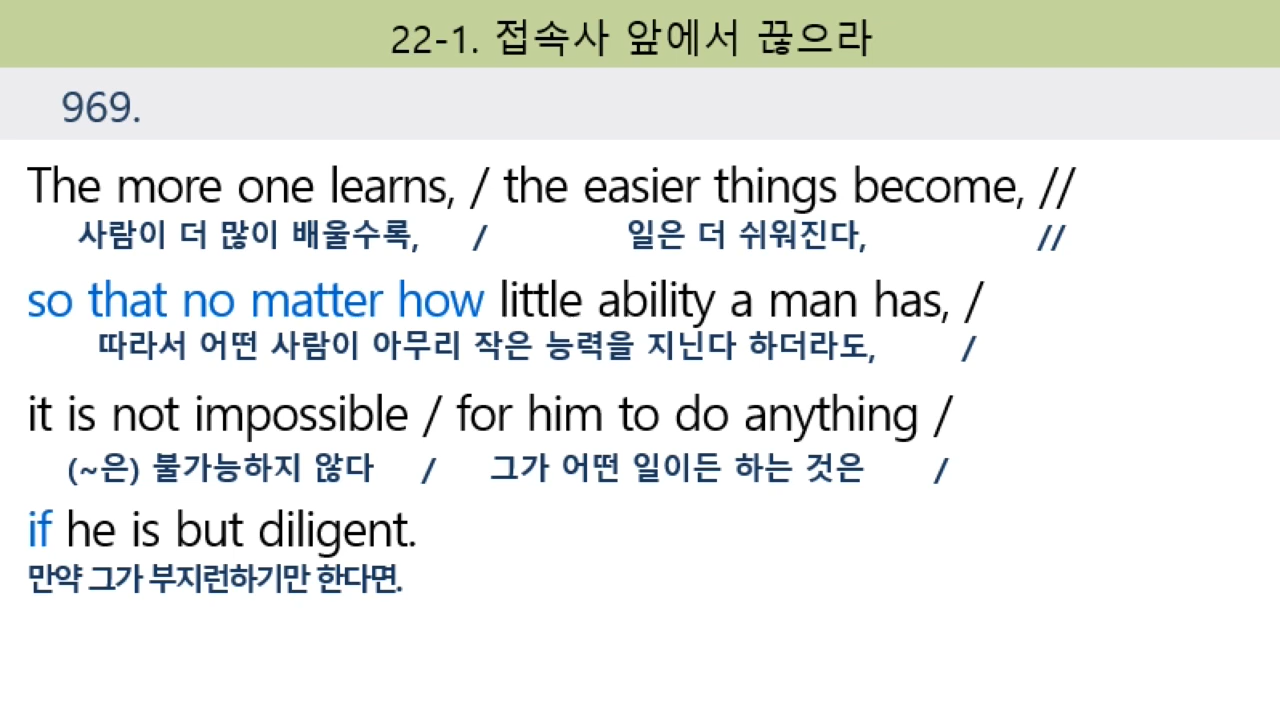 22-1. 접속사 앞에서 끊으라
969.
The more one learns, / the easier things become, //
사람이 더 많이 배울수록, / 일은 더 쉬워진다, //
so that no matter how little ability a man has, /
따라서 어떤 사람이 아무리 작은 능력을 지닌다 하더라도, /
it is not impossible / for him to do anything /
(~은) 불가능하지 않다 / 그가 어떤 일이든 하는 것은 /
if he is but diligent.
만약 그가 부지런하기만 한다면.